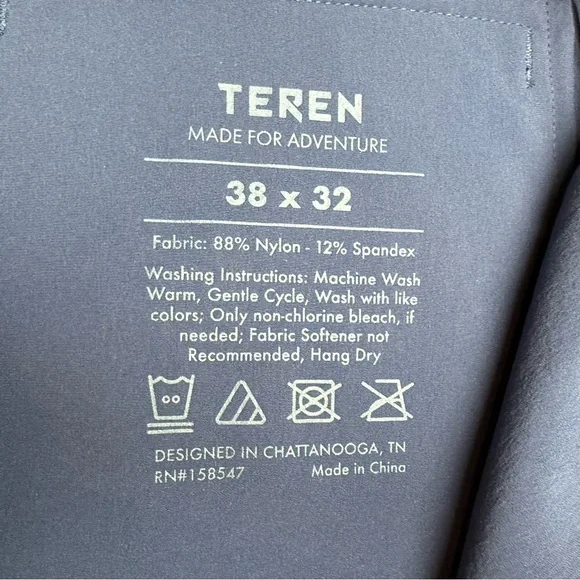 TEREN
MADE FOR ADVENTURE
38 x 32
Fabric: 88% Nylon - 12% Spandex
Washing Instructions: Machine Wash
Warm, Gentle Cycle, Wash with like
colors; Only non-chlorine bleach, if
needed; Fabric Softener not
Recommended, Hang Dry
DESIGNED IN CHATTANOOGA, TN
RN#158547 Made in China